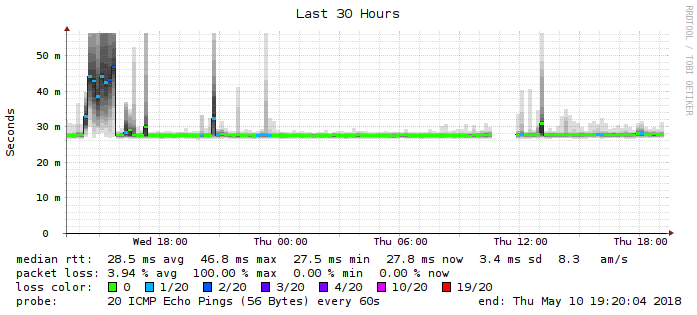 Last 30 Hours
RRDTOOL / TOBI OETIKER
Seconds
50 m
40 m
30 m
20 m
10 m
0
Wed 18:00 Thu 00:00 Thu 06:00 Thu 12:00 Thu 18:00
median rtt: 28.5 ms avg 46.8 ms max 27.5 ms min 27.8 ms now 3.4 ms sd 8.3 am/s
packet loss: 3.94 % avg 100.00 % max 0.00 % min 0.00 % now
loss color: 0 1/20 2/20 3/20 4/20 10/20 19/20
probe: 20 ICMP Echo Pings (56 Bytes) every 60s end: Thu May 10 19:20:04 2018